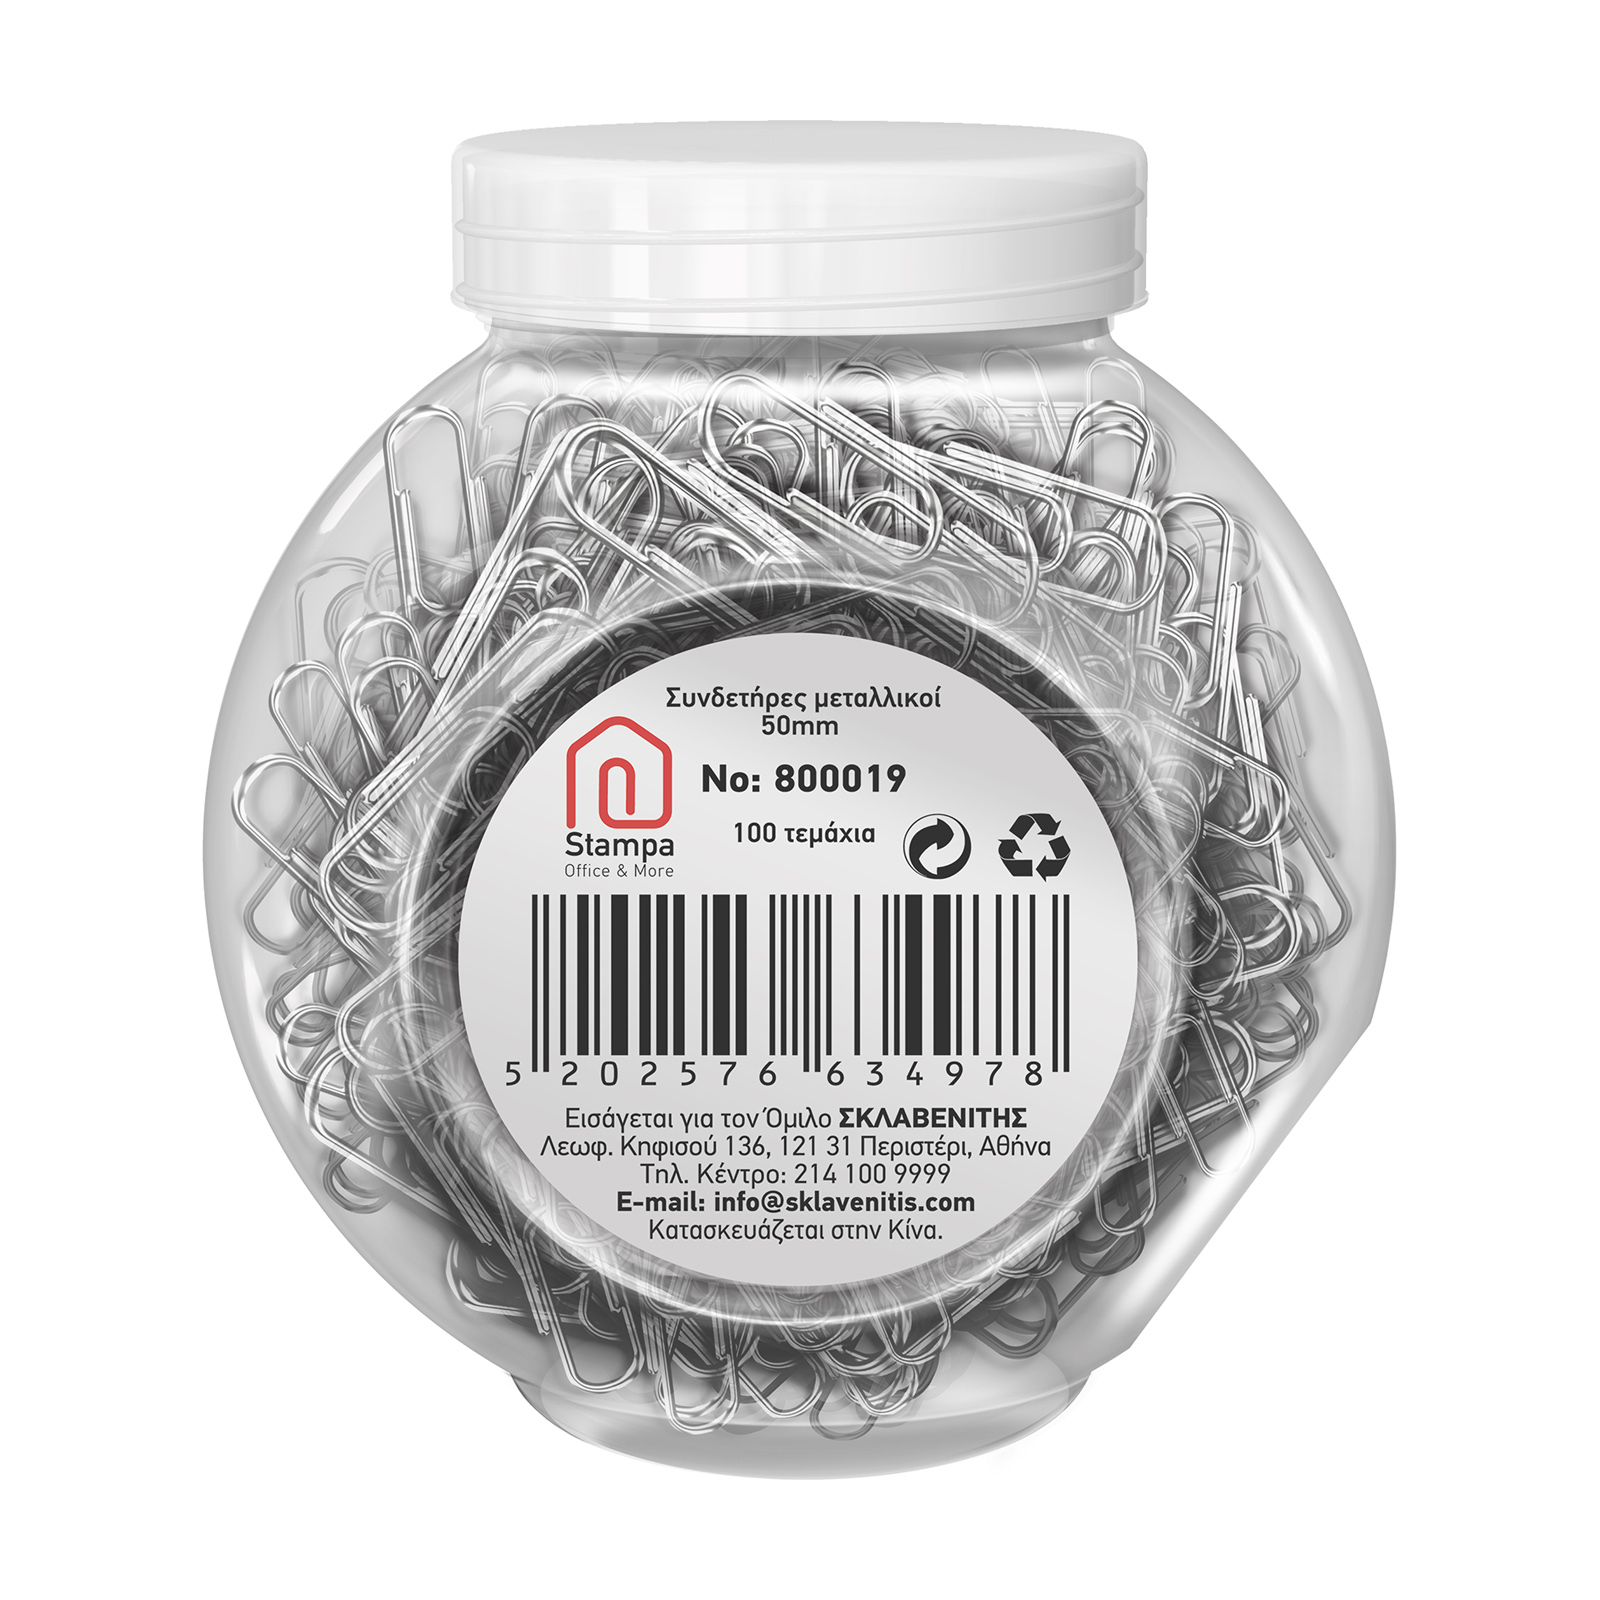 Συνδετήρες μεταλλικοί
50mm
No: 800019
100 τεμάχια
Stampa
Office & More
5 202576 634978
Εισάγεται για τον Όμιλο ΣΚΛΑΒΕΝΙΤΗΣ
Λεωφ. Κηφισού 136, 121 31 Περιστέρι, Αθήνα
Τηλ. Κέντρο: 214 100 9999
E-mail: info@sklavenitis.com
Κατασκευάζεται στην Κίνα.